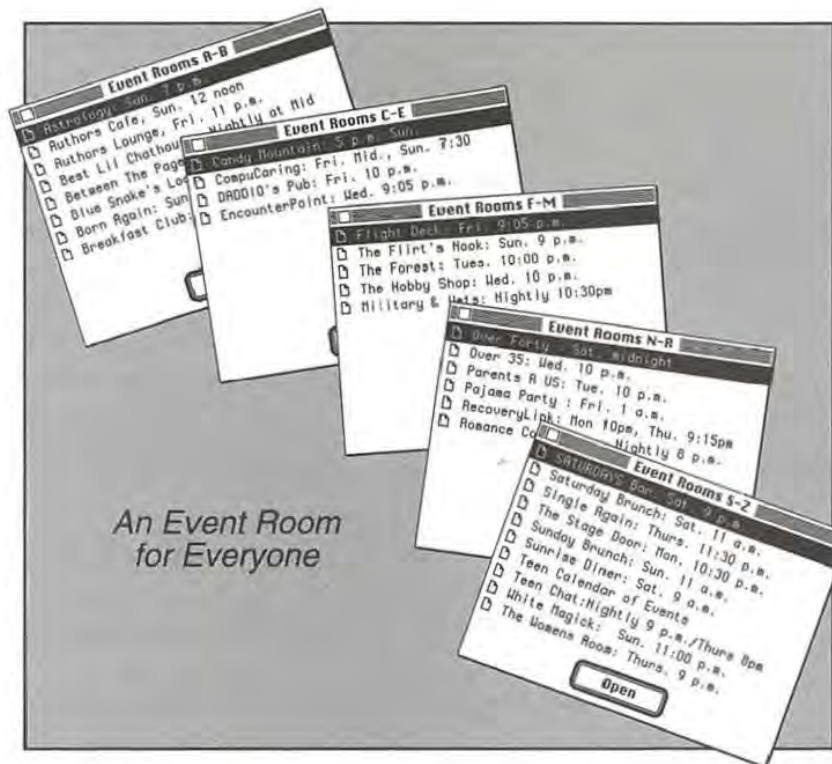 Event Rooms A-B
Astrology: Sun. 7 p.m.
Authors Cafe, Sun. 12 noon
Authors Lounge, Fri. 11 p.m.
Best Lil Chathou Nightly at Mid
Between The Page
Blue Snake's Lo
Born Again: Sun
Breakfast Club:
Event Rooms C-E
Candy Mountain: 5 p.m. Sun.
CompuCaring: Fri. Mid., Sun. 7:30
DADDIO's Pub: Fri. 10 p.m.
EncounterPoint: Wed. 9:05 p.m.
Event Rooms F-M
Flight Deck: Fri. 9:05 p.m.
The Flirt's Nook: Sun. 9 p.m.
The Forest: Tues. 10:00 p.m.
The Hobby Shop: Wed. 10 p.m.
Military & Vets: Nightly 10:30pm
Event Rooms N-R
Over Forty - Sat. midnight
Over 35: Wed. 10 p.m.
Parents R US: Tue. 10 p.m.
Pajama Party : Fri. 1 a.m.
RecoveryLink: Mon 10pm, Thu. 9:15pm
Romance Co Nightly 8 p.m.
Event Rooms S-Z
SATURDAYS Bar: Sat. 9 p.m.
Saturday Brunch: Sat. 11 a.m.
Single Again: Thurs. 11:30 p.m.
The Stage Door: Mon. 10:30 p.m.
Sunday Brunch: Sun. 11 a.m.
Sunrise Diner: Sat. 9 a.m.
Teen Calendar of Events
Teen Chat:Nightly 9 p.m./Thurs 8pm
White Magick: Sun. 11:00 p.m.
The Womens Room: Thurs. 9 p.m.
Open
An Event Room
for Everyone